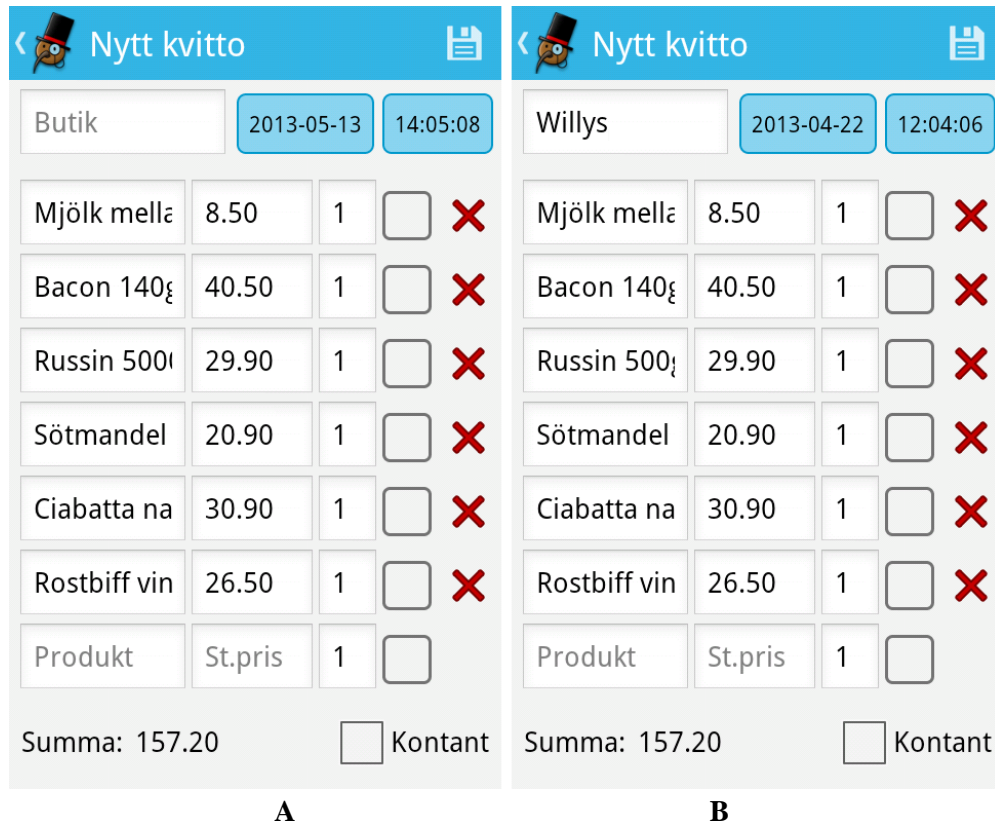 Nytt kvitto
Butik 2013-05-13 14:05:08
Mjölk mella 8.50 1
Bacon 140g 40.50 1
Russin 500( 29.90 1
Sötmandel 20.90 1
Ciabatta na 30.90 1
Rostbiff vin 26.50 1
Produkt St.pris 1
Summa: 157.20 Kontant
A
Nytt kvitto
Willys 2013-04-22 12:04:06
Mjölk mella 8.50 1
Bacon 140g 40.50 1
Russin 500g 29.90 1
Sötmandel 20.90 1
Ciabatta na 30.90 1
Rostbiff vin 26.50 1
Produkt St.pris 1
Summa: 157.20 Kontant
B